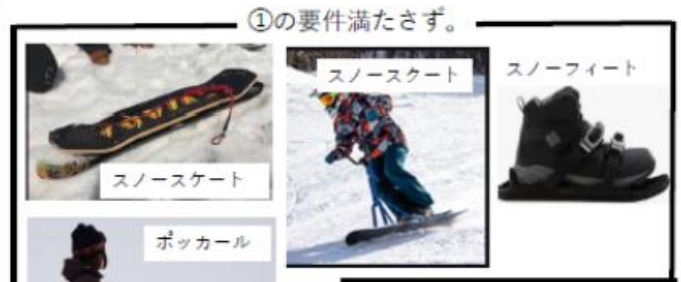 ①の要件満たさず。
スノースクート
スノーフィート
スノースケート
ポッカール